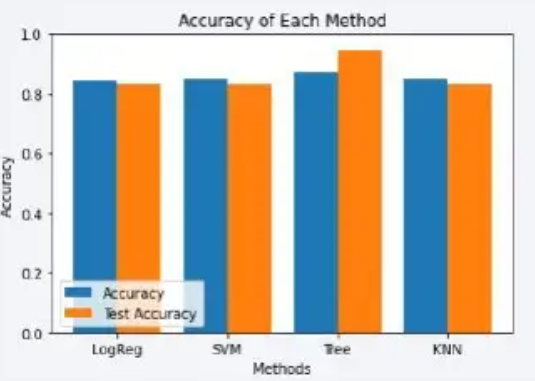 Accuracy of Each Method
1.0
0.8
0.6
0.4
0.2
0.0
Accuracy
Accuracy
Test Accuracy
LogReg SVM Tree KNN
Methods